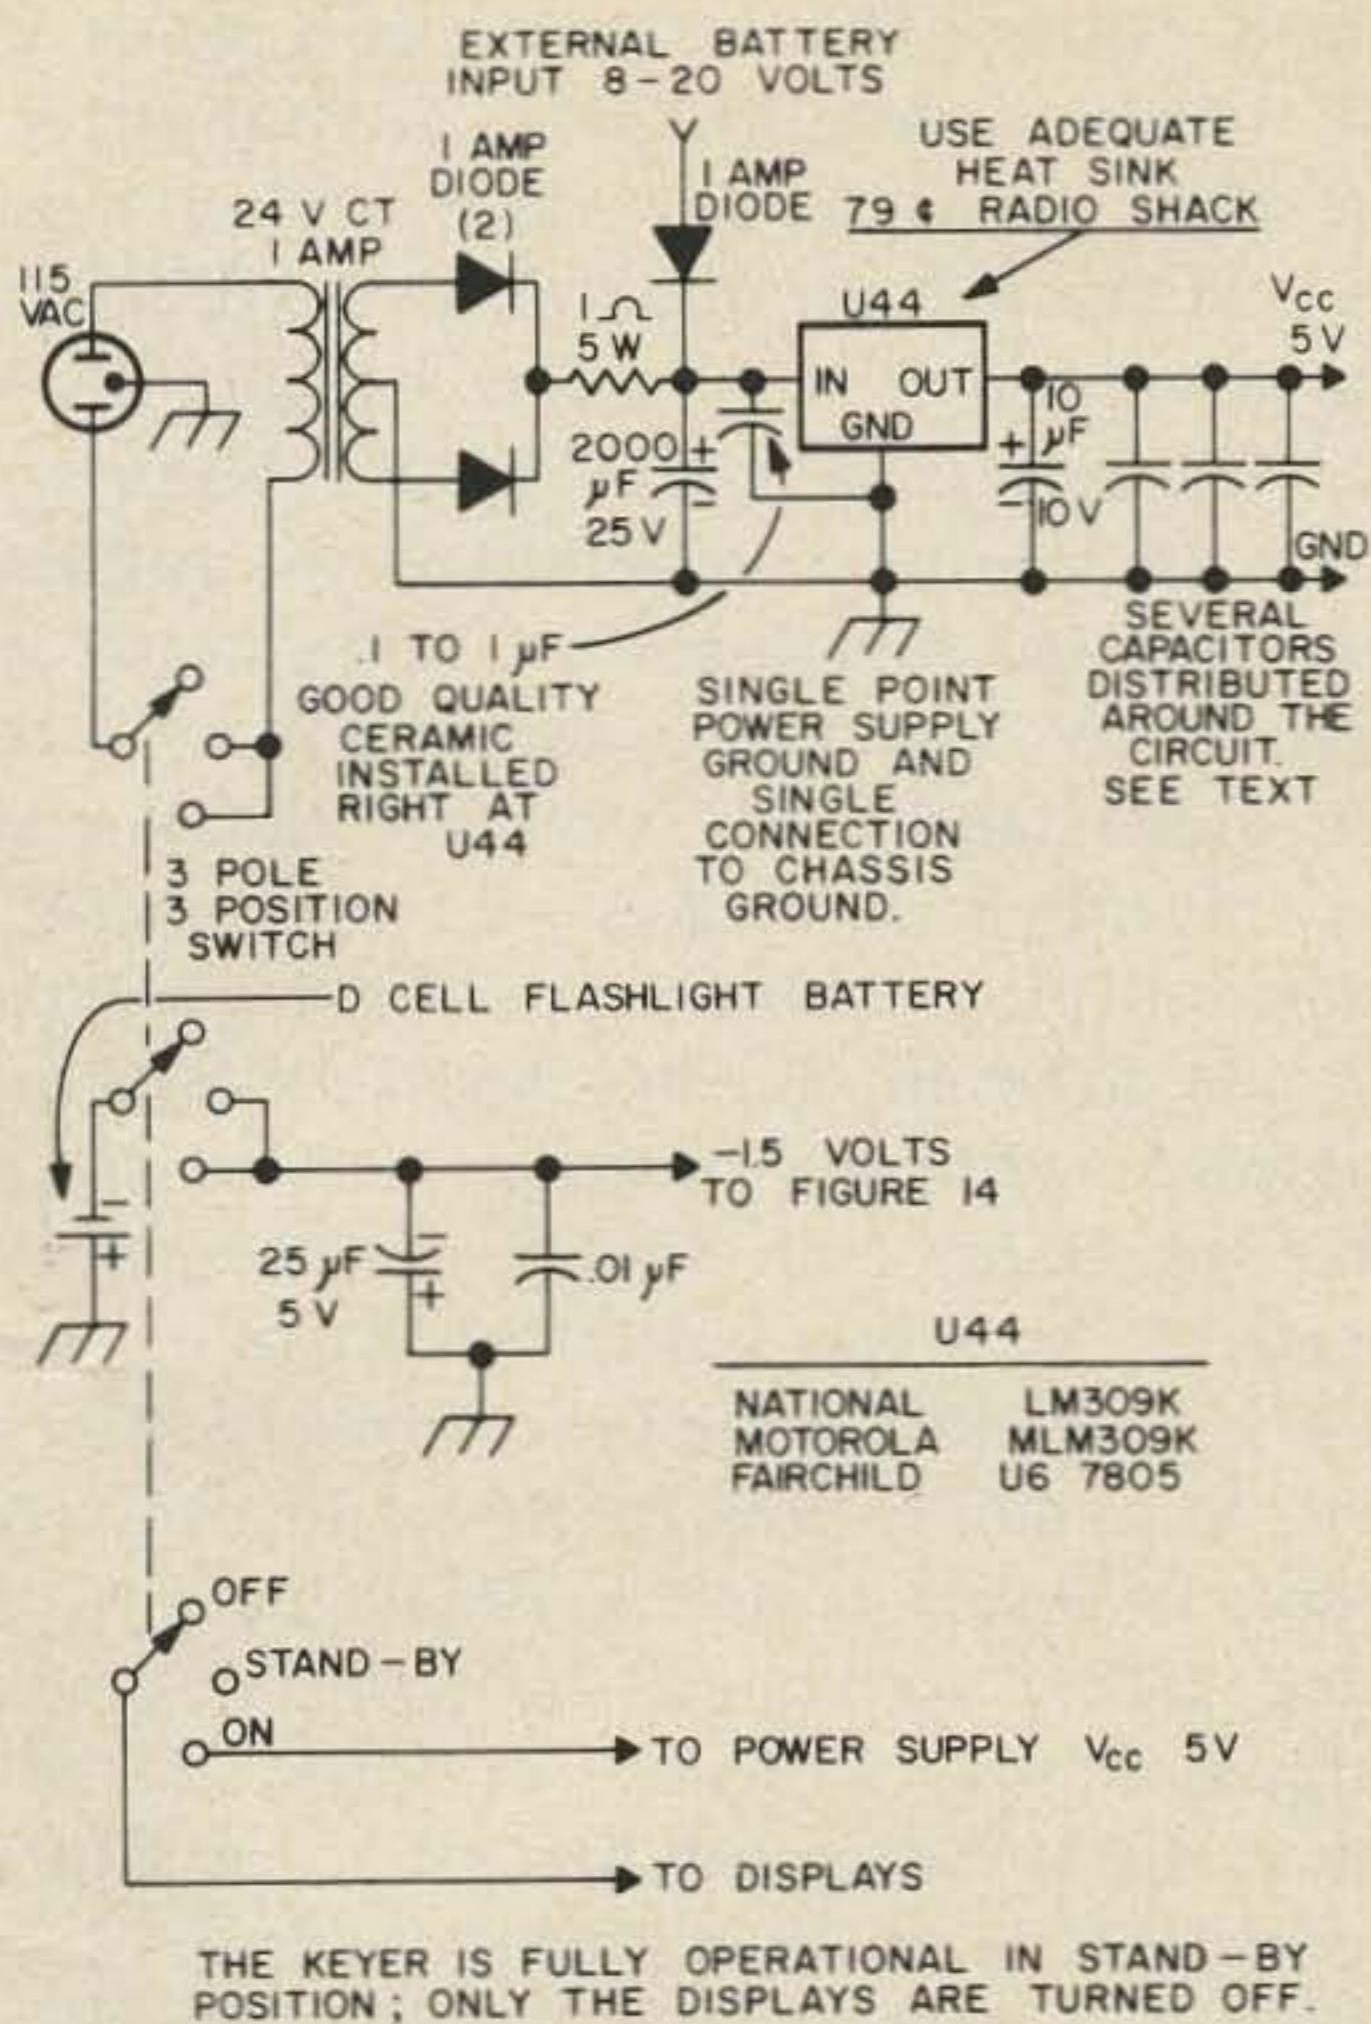 EXTERNAL BATTERY
INPUT 8-20 VOLTS
1 AMP
DIODE
(2)
1 AMP
DIODE
USE ADEQUATE
HEAT SINK
79 ¢ RADIO SHACK
24 V CT
1 AMP
115
VAC
1 Ω
5 W
U44
IN OUT
GND
Vcc
5 V
2000 +
µF
25 V -
+ 10
µF
- 10 V
GND
.1 TO 1 µF
GOOD QUALITY
CERAMIC
INSTALLED
RIGHT AT
U44
SINGLE POINT
POWER SUPPLY
GROUND AND
SINGLE
CONNECTION
TO CHASSIS
GROUND.
SEVERAL
CAPACITORS
DISTRIBUTED
AROUND THE
CIRCUIT.
SEE TEXT
3 POLE
3 POSITION
SWITCH
D CELL FLASHLIGHT BATTERY
-1.5 VOLTS
TO FIGURE 14
-
+
25 µF -
5 V +
.01 µF
U44
NATIONAL LM309K
MOTOROLA MLM309K
FAIRCHILD U6 7805
OFF
STAND-BY
ON
TO POWER SUPPLY Vcc 5V
TO DISPLAYS
THE KEYER IS FULLY OPERATIONAL IN STAND-BY
POSITION; ONLY THE DISPLAYS ARE TURNED OFF.